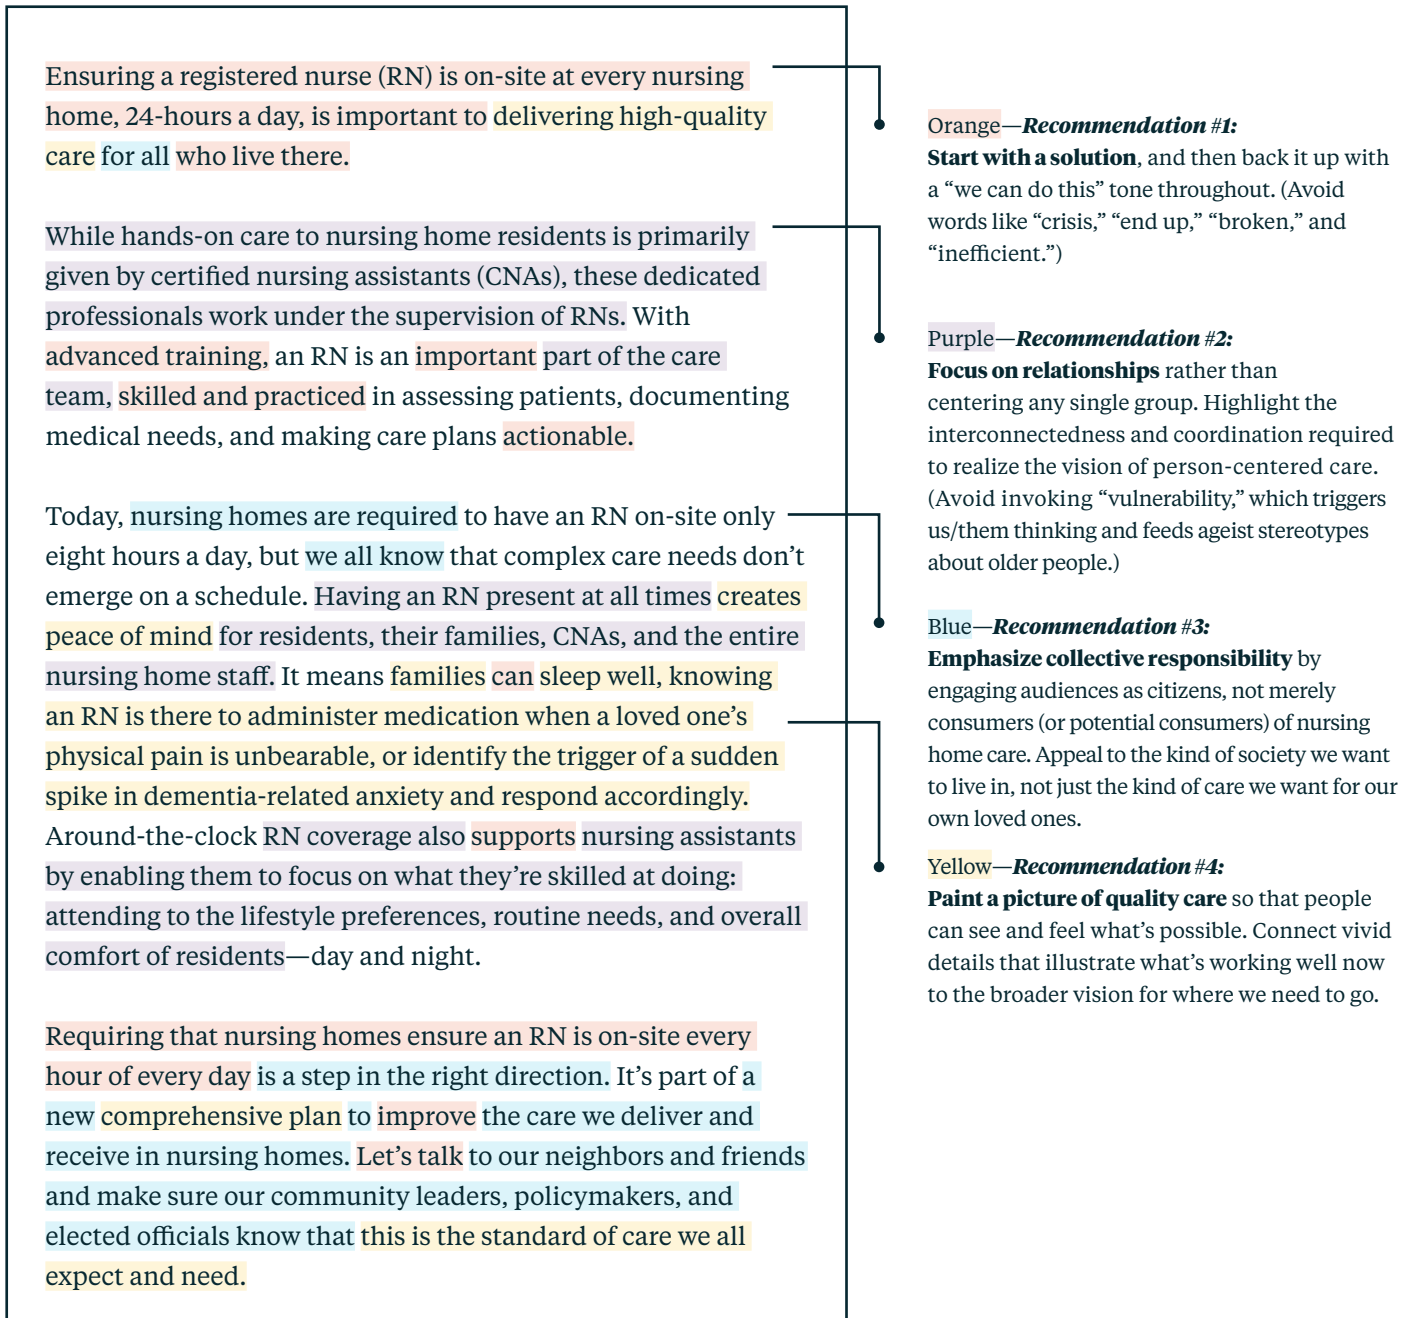 Ensuring a registered nurse (RN) is on-site at every nursing
home, 24-hours a day, is important to delivering high-quality
care for all who live there.
While hands-on care to nursing home residents is primarily
given by certified nursing assistants (CNAs), these dedicated
professionals work under the supervision of RNs. With
advanced training, an RN is an important part of the care
team, skilled and practiced in assessing patients, documenting
medical needs, and making care plans actionable.
Today, nursing homes are required to have an RN on-site only
eight hours a day, but we all know that complex care needs don’t
emerge on a schedule. Having an RN present at all times creates
peace of mind for residents, their families, CNAs, and the entire
nursing home staff. It means families can sleep well, knowing
an RN is there to administer medication when a loved one’s
physical pain is unbearable, or identify the trigger of a sudden
spike in dementia-related anxiety and respond accordingly.
Around-the-clock RN coverage also supports nursing assistants
by enabling them to focus on what they’re skilled at doing:
attending to the lifestyle preferences, routine needs, and overall
comfort of residents—day and night.
Requiring that nursing homes ensure an RN is on-site every
hour of every day is a step in the right direction. It’s part of a
new comprehensive plan to improve the care we deliver and
receive in nursing homes. Let’s talk to our neighbors and friends
and make sure our community leaders, policymakers, and
elected officials know that this is the standard of care we all
expect and need.
Orange—Recommendation #1:
Start with a solution, and then back it up with
a “we can do this” tone throughout. (Avoid
words like “crisis,” “end up,” “broken,” and
“inefficient.”)
Purple—Recommendation #2:
Focus on relationships rather than
centering any single group. Highlight the
interconnectedness and coordination required
to realize the vision of person-centered care.
(Avoid invoking “vulnerability,” which triggers
us/them thinking and feeds ageist stereotypes
about older people.)
Blue—Recommendation #3:
Emphasize collective responsibility by
engaging audiences as citizens, not merely
consumers (or potential consumers) of nursing
home care. Appeal to the kind of society we want
to live in, not just the kind of care we want for our
own loved ones.
Yellow—Recommendation #4:
Paint a picture of quality care so that people
can see and feel what’s possible. Connect vivid
details that illustrate what’s working well now
to the broader vision for where we need to go.